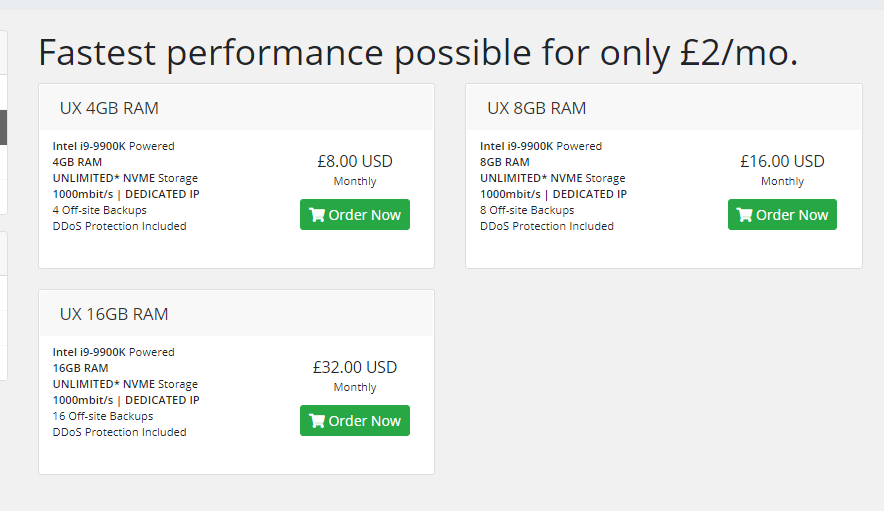 Fastest performance possible for only £2/mo.
UX 4GB RAM
Intel i9-9900K Powered
4GB RAM
UNLIMITED* NVME Storage
1000mbit/s | DEDICATED IP
4 Off-site Backups
DDoS Protection Included
£8.00 USD
Monthly
Order Now
UX 8GB RAM
Intel i9-9900K Powered
8GB RAM
UNLIMITED* NVME Storage
1000mbit/s | DEDICATED IP
8 Off-site Backups
DDoS Protection Included
£16.00 USD
Monthly
Order Now
UX 16GB RAM
Intel i9-9900K Powered
16GB RAM
UNLIMITED* NVME Storage
1000mbit/s | DEDICATED IP
16 Off-site Backups
DDoS Protection Included
£32.00 USD
Monthly
Order Now